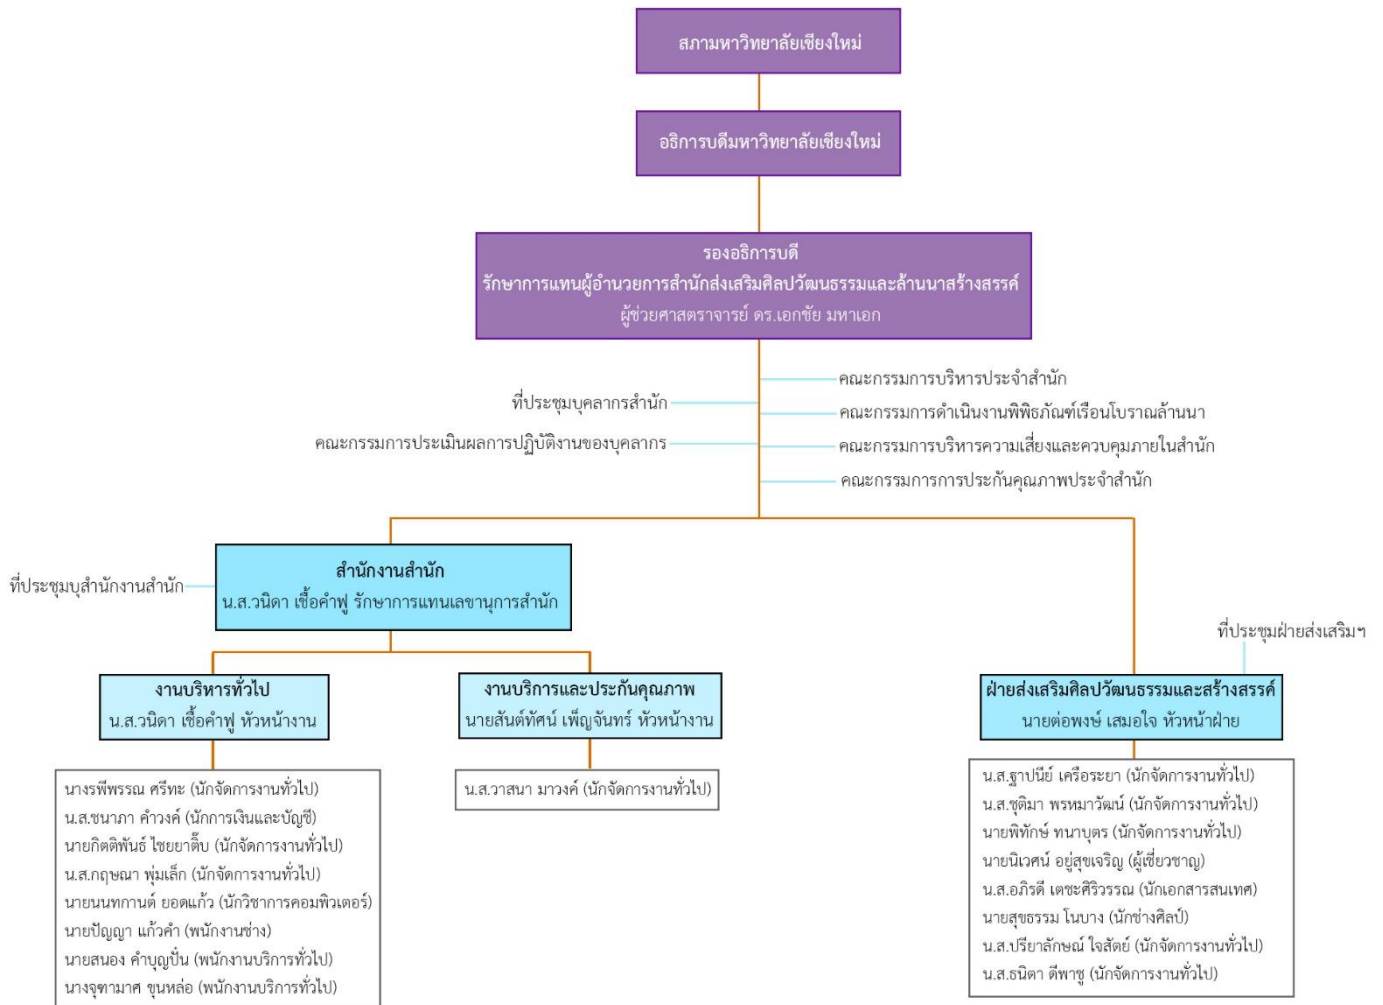 สภามหาวิทยาลัยเชียงใหม่
อธิการบดีมหาวิทยาลัยเชียงใหม่
รองอธิการบดี
รักษาการแทนผู้อำนวยการสำนักส่งเสริมศิลปวัฒนธรรมและล้านนาสร้างสรรค์
ผู้ช่วยศาสตราจารย์ ดร.เอกชัย มหาเอก
ที่ประชุมบุคลากรสำนัก
คณะกรรมการประเมินผลการปฏิบัติงานของบุคลากร
คณะกรรมการบริหารประจำสำนัก
คณะกรรมการดำเนินงานพิพิธภัณฑ์เรือนโบราณล้านนา
คณะกรรมการบริหารความเสี่ยงและควบคุมภายในสำนัก
คณะกรรมการการประกันคุณภาพประจำสำนัก
ที่ประชุมบุสำนักงานสำนัก
สำนักงานสำนัก
น.ส.วนิดา เชื้อคำฟู รักษาการแทนเลขานุการสำนัก
งานบริหารทั่วไป
น.ส.วนิดา เชื้อคำฟู หัวหน้างาน
นางรพีพรรณ ศรีทะ (นักจัดการงานทั่วไป)
น.ส.ชนาภา คำวงค์ (นักการเงินและบัญชี)
นายกิตติพันธ์ ไชยยาติ๊บ (นักจัดการงานทั่วไป)
น.ส.กฤษณา พุ่มเล็ก (นักจัดการงานทั่วไป)
นายนนทกานต์ ยอดแก้ว (นักวิชาการคอมพิวเตอร์)
นายปัญญา แก้วคำ (พนักงานช่าง)
นายสนอง คำบุญปั๋น (พนักงานบริการทั่วไป)
นางจุฑามาศ ขุนหล่อ (พนักงานบริการทั่วไป)
งานบริการและประกันคุณภาพ
นายสันต์ทัศน์ เพ็ญจันทร์ หัวหน้างาน
น.ส.วาสนา มาวงค์ (นักจัดการงานทั่วไป)
ที่ประชุมฝ่ายส่งเสริมฯ
ฝ่ายส่งเสริมศิลปวัฒนธรรมและสร้างสรรค์
นายต่อพงษ์ เสมอใจ หัวหน้าฝ่าย
น.ส.ฐาปนีย์ เครือระยา (นักจัดการงานทั่วไป)
น.ส.ชุติมา พรหมาวัฒน์ (นักจัดการงานทั่วไป)
นายพิทักษ์ ทนาบุตร (นักจัดการงานทั่วไป)
นายนิเวศน์ อยู่สุขเจริญ (ผู้เชี่ยวชาญ)
น.ส.อภิรดี เตชะศิริวรรณ (นักเอกสารสนเทศ)
นายสุขธรรม โนบาง (นักช่างศิลป์)
น.ส.ปรียาลักษณ์ ใจสัตย์ (นักจัดการงานทั่วไป)
น.ส.ธนิตา ดีพาชู (นักจัดการงานทั่วไป)